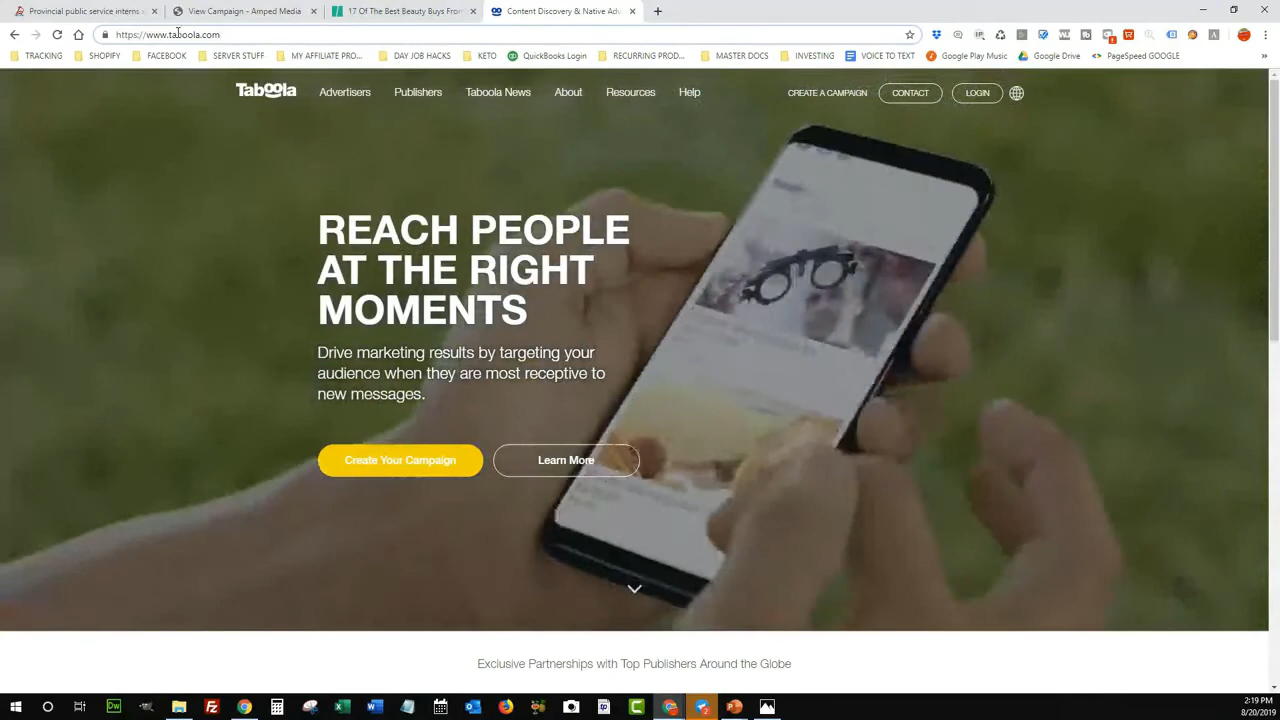 Provincial public service interns
View Campaign - Amped Media
17 Of The Best Beauty Buys From
Content Discovery & Native Adv
https://www.taboola.com
TRACKING
SHOPIFY
FACEBOOK
SERVER STUFF
MY AFFILIATE PRO...
DAY JOB HACKS
KETO
QuickBooks Login
RECURRING PROD...
MASTER DOCS
INVESTING
VOICE TO TEXT
Google Play Music
Google Drive
PageSpeed GOOGLE
Taboola
Advertisers
Publishers
Taboola News
About
Resources
Help
CREATE A CAMPAIGN
CONTACT
LOGIN
REACH PEOPLE
AT THE RIGHT
MOMENTS
Drive marketing results by targeting your
audience when they are most receptive to
new messages.
Create Your Campaign
Learn More
Exclusive Partnerships with Top Publishers Around the Globe
2:19 PM
8/20/2019